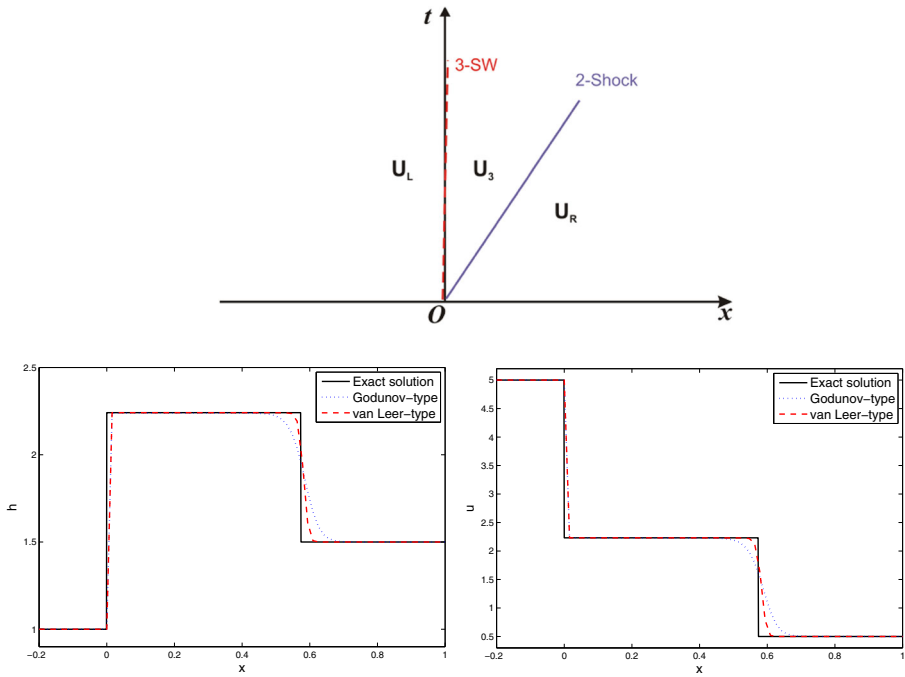 t
3-SW
2-Shock
U_L
U_3
U_R
O
x
2.5
2
1.5
1
h
−0.2
0
0.2
0.4
0.6
0.8
1
x
Exact solution
Godunov−type
van Leer−type
5
4.5
4
3.5
3
2.5
2
1.5
1
0.5
u
−0.2
0
0.2
0.4
0.6
0.8
1
x
Exact solution
Godunov−type
van Leer−type